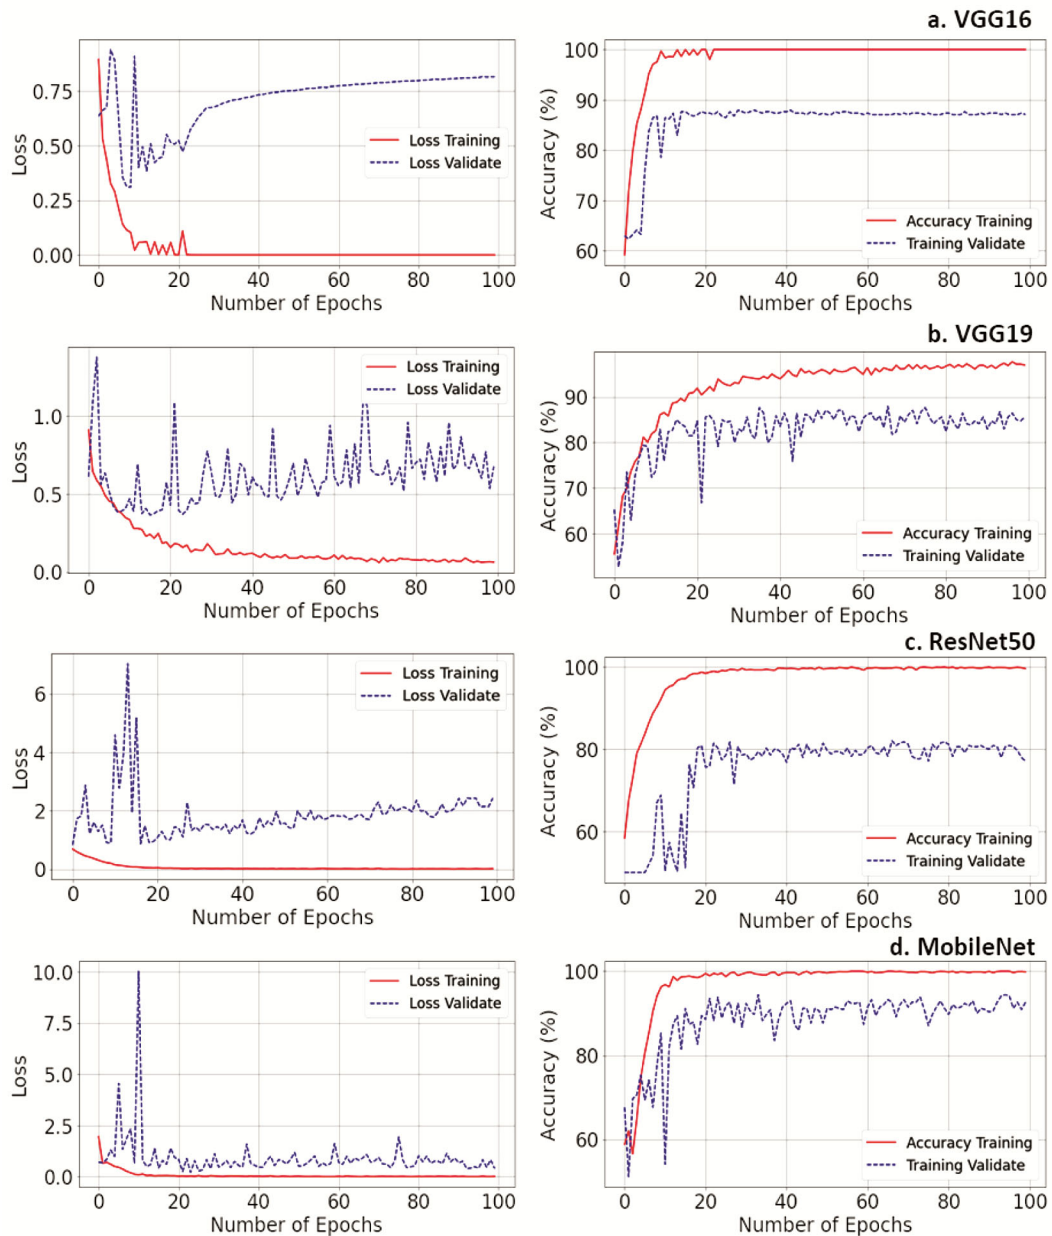 a. VGG16
0.75
0.50
0.25
0.00
Loss
Loss Training
Loss Validate
0 20 40 60 80 100
Number of Epochs
100
90
80
70
60
Accuracy (%)
Accuracy Training
Training Validate
0 20 40 60 80 100
Number of Epochs
b. VGG19
1.0
0.5
0.0
Loss
Loss Training
Loss Validate
0 20 40 60 80 100
Number of Epochs
90
80
70
60
Accuracy (%)
Accuracy Training
Training Validate
0 20 40 60 80 100
Number of Epochs
c. ResNet50
6
4
2
0
Loss
Loss Training
Loss Validate
0 20 40 60 80 100
Number of Epochs
100
80
60
Accuracy (%)
Accuracy Training
Training Validate
0 20 40 60 80 100
Number of Epochs
d. MobileNet
10.0
7.5
5.0
2.5
0.0
Loss
Loss Training
Loss Validate
0 20 40 60 80 100
Number of Epochs
100
80
60
Accuracy (%)
Accuracy Training
Training Validate
0 20 40 60 80 100
Number of Epochs